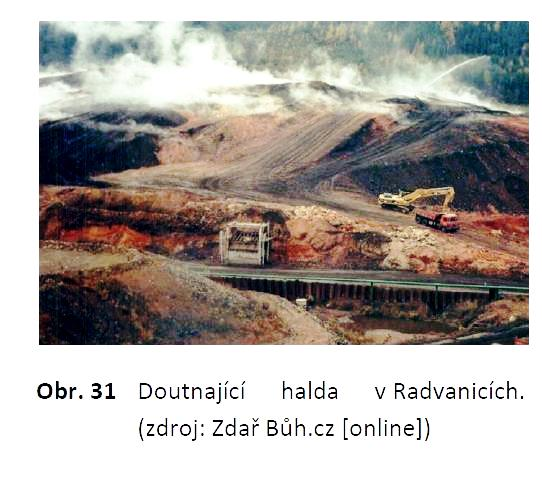 Obr. 31 Doutnající halda v Radvanicích.
(zdroj: Zdař Bůh.cz [online])